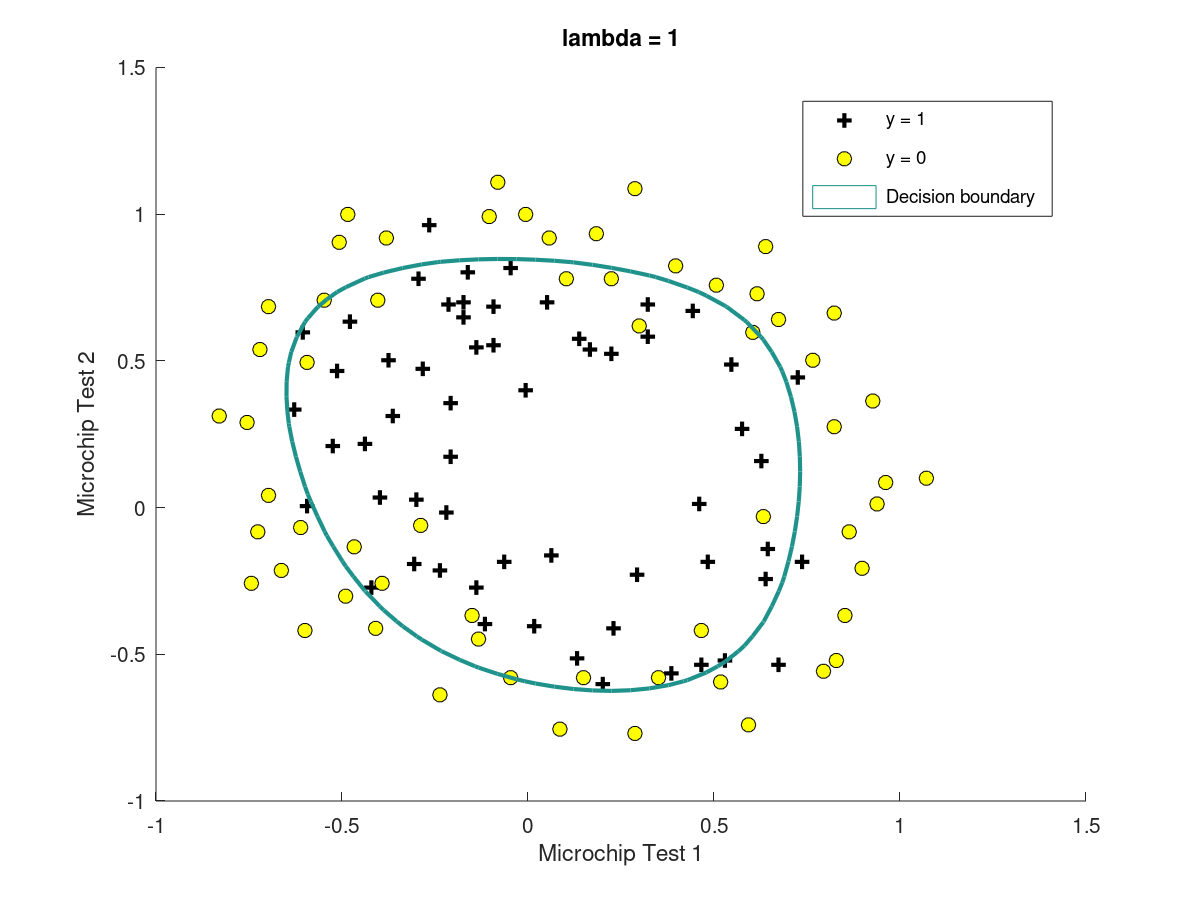 lambda = 1
y = 1
y = 0
Decision boundary
1.5
1
0.5
0
-0.5
-1
Microchip Test 2
-1
-0.5
0
0.5
1
1.5
Microchip Test 1